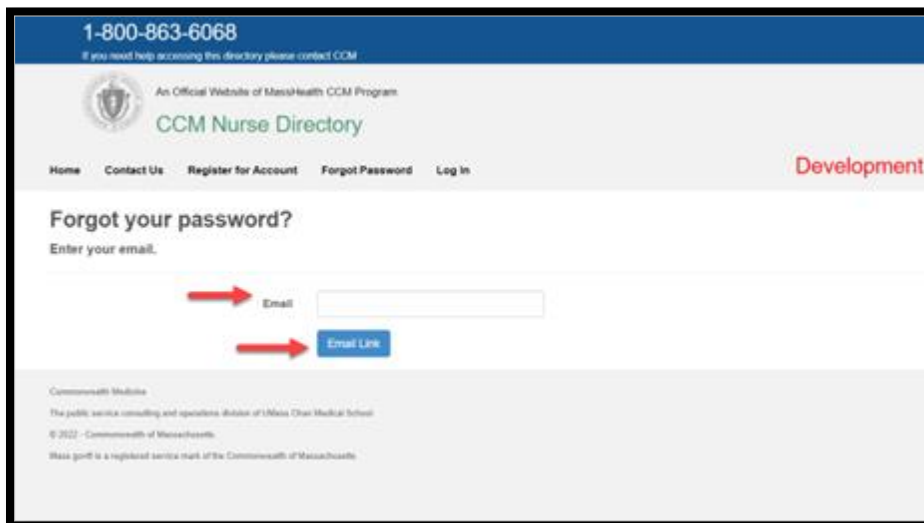 1-800-863-6068
If you need help accessing this directory please contact CCM
An Official Website of MassHealth CCM Program
CCM Nurse Directory
Home Contact Us Register for Account Forgot Password Log In
Development
Forgot your password?
Enter your email.
Email
Email Link
Commonwealth Medicine
The public service consulting and operations division of UMass Chan Medical School
© 2022 - Commonwealth of Massachusetts.
Mass.gov® is a registered service mark of the Commonwealth of Massachusetts.